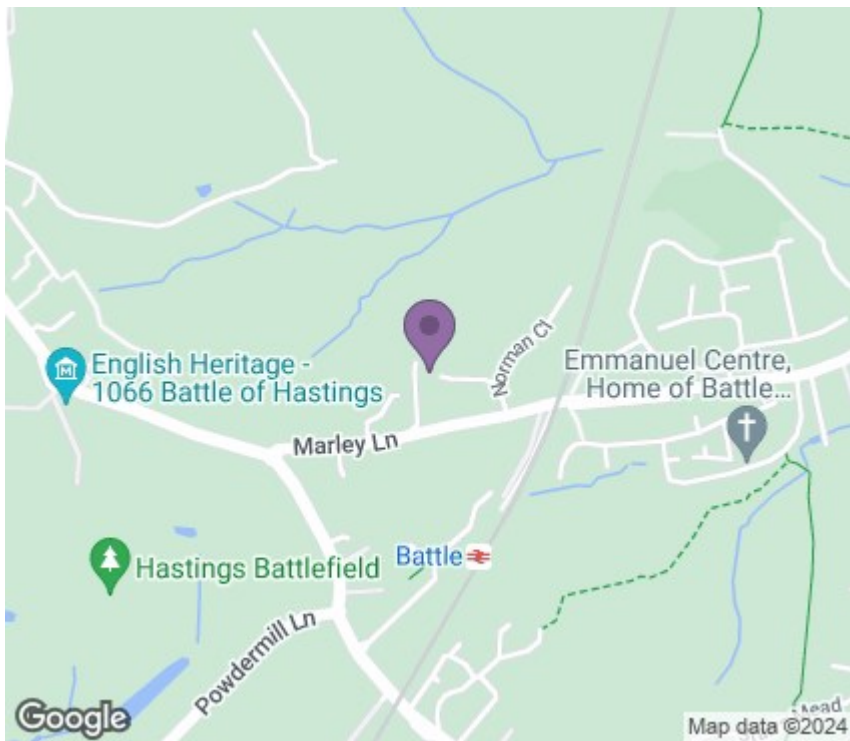 Norman Cl
English Heritage -
1066 Battle of Hastings
Emmanuel Centre,
Home of Battle...
Marley Ln
Battle
Hastings Battlefield
Powdermill Ln
Mead
Google
Map data ©2024